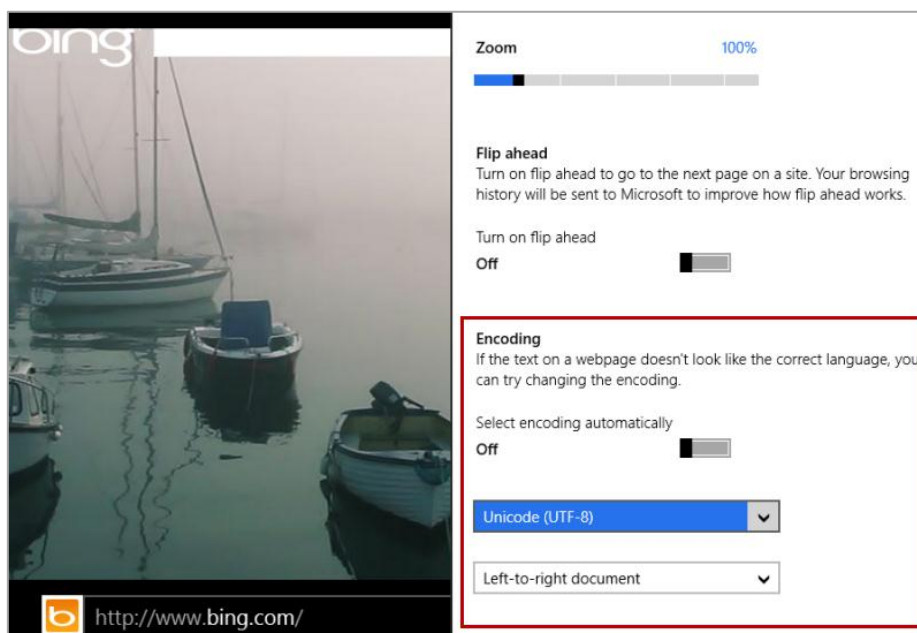 bing
Zoom 100%
Flip ahead
Turn on flip ahead to go to the next page on a site. Your browsing
history will be sent to Microsoft to improve how flip ahead works.
Turn on flip ahead
Off
Encoding
If the text on a webpage doesn't look like the correct language, you
can try changing the encoding.
Select encoding automatically
Off
Unicode (UTF-8)
Left-to-right document
b http://www.bing.com/